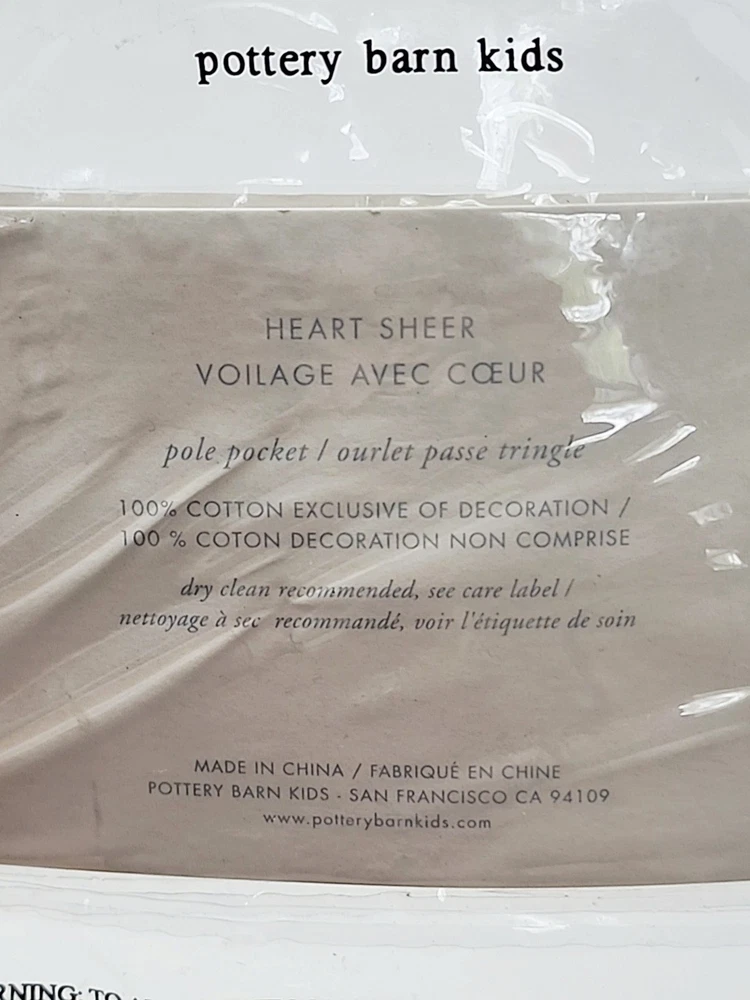 pottery barn kids
HEART SHEER
VOILAGE AVEC CŒUR
pole pocket / ourlet passe tringle
100% COTTON EXCLUSIVE OF DECORATION /
100 % COTON DECORATION NON COMPRISE
dry clean recommended, see care label /
nettoyage à sec recommandé, voir l'étiquette de soin
MADE IN CHINA / FABRIQUÉ EN CHINE
POTTERY BARN KIDS - SAN FRANCISCO CA 94109
www.potterybarnkids.com
RNING: TO